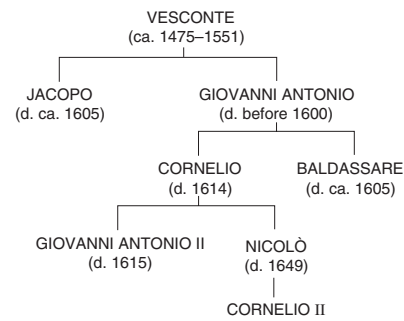 VESCONTE
(ca. 1475–1551)
JACOPO
(d. ca. 1605)
GIOVANNI ANTONIO
(d. before 1600)
CORNELIO
(d. 1614)
BALDASSARE
(d. ca. 1605)
GIOVANNI ANTONIO II
(d. 1615)
NICOLÒ
(d. 1649)
CORNELIO II